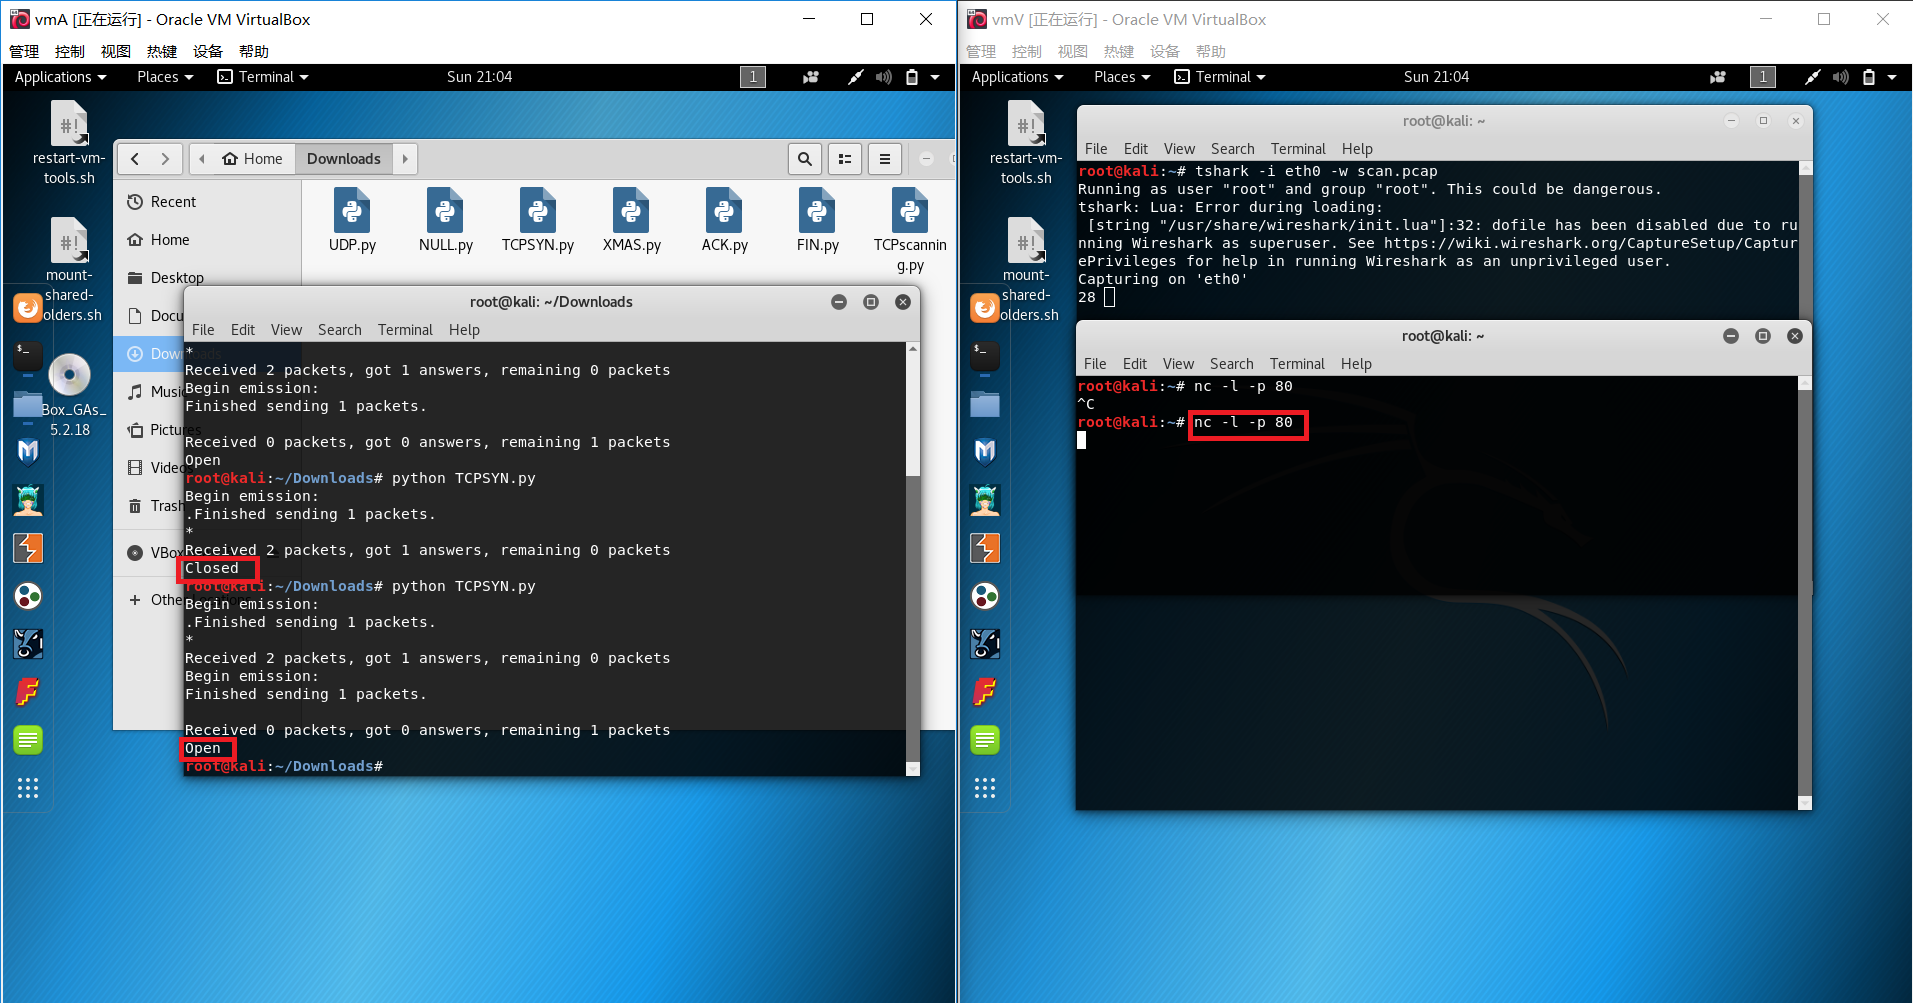 vmA [正在运行] - Oracle VM VirtualBox
管理 控制 视图 热键 设备 帮助
Applications Places Terminal Sun 21:04 1
restart-vm-
tools.sh
mount-
shared-
olders.sh
Box_GAs_
5.2.18
Home Downloads
Recent
Home
Desktop
Docu
Downloads
Music
Pictures
Videos
Trash
VBox
Othe
UDP.py NULL.py TCPSYN.py XMAS.py ACK.py FIN.py TCPscannin
g.py
root@kali: ~/Downloads
File Edit View Search Terminal Help
*
Received 2 packets, got 1 answers, remaining 0 packets
Begin emission:
Finished sending 1 packets.
Received 0 packets, got 0 answers, remaining 1 packets
Open
root@kali:~/Downloads# python TCPSYN.py
Begin emission:
.Finished sending 1 packets.
*
Received 2 packets, got 1 answers, remaining 0 packets
Closed
root@kali:~/Downloads# python TCPSYN.py
Begin emission:
.Finished sending 1 packets.
*
Received 2 packets, got 1 answers, remaining 0 packets
Begin emission:
Finished sending 1 packets.
Received 0 packets, got 0 answers, remaining 1 packets
Open
root@kali:~/Downloads#
vmV [正在运行] - Oracle VM VirtualBox
管理 控制 视图 热键 设备 帮助
Applications Places Terminal Sun 21:04 1
restart-vm-
tools.sh
mount-
shared-
olders.sh
root@kali: ~
File Edit View Search Terminal Help
root@kali:~# tshark -i eth0 -w scan.pcap
Running as user "root" and group "root". This could be dangerous.
tshark: Lua: Error during loading:
[string "/usr/share/wireshark/init.lua"]:32: dofile has been disabled due to ru
nning Wireshark as superuser. See https://wiki.wireshark.org/CaptureSetup/Captur
ePrivileges for help in running Wireshark as an unprivileged user.
Capturing on 'eth0'
28
root@kali: ~
File Edit View Search Terminal Help
root@kali:~# nc -l -p 80
^C
root@kali:~# nc -l -p 80